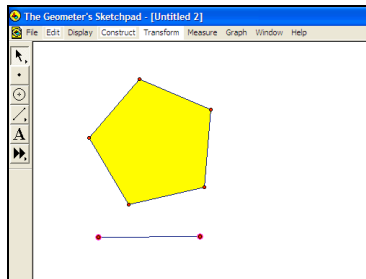 The Geometer's Sketchpad - [Untitled 2]
File Edit Display Construct Transform Measure Graph Window Help
A